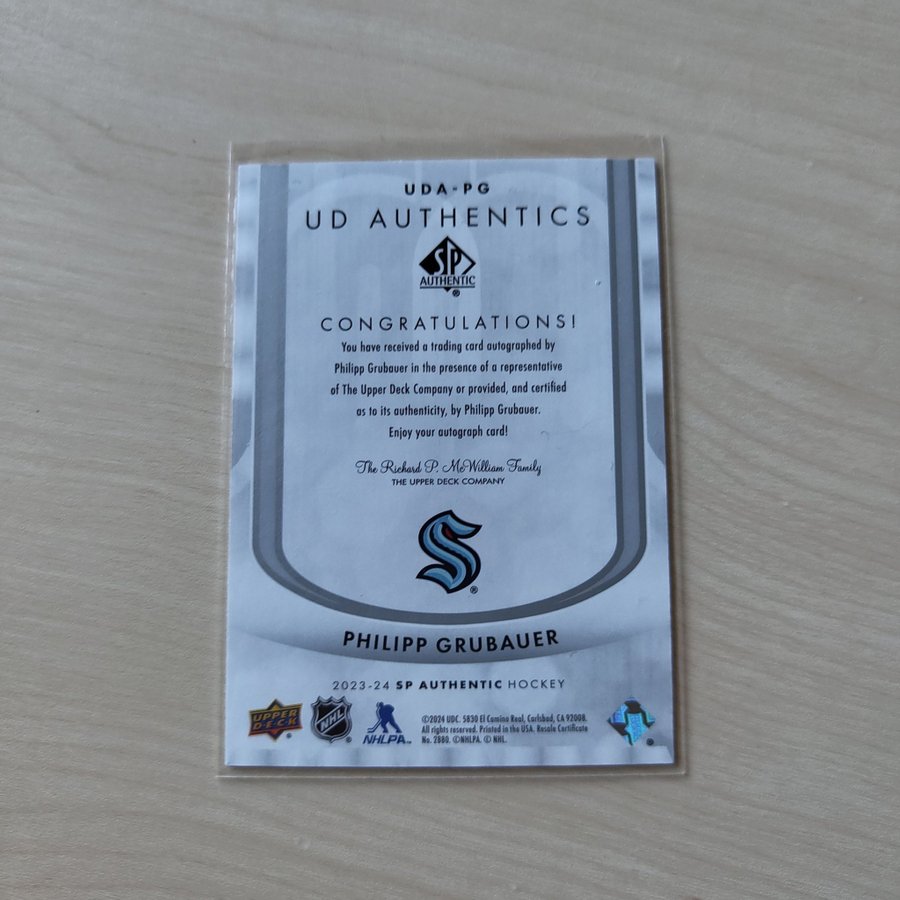 UDA-PG
UD AUTHENTICS
SP
AUTHENTIC
®
CONGRATULATIONS!
You have received a trading card autographed by
Philipp Grubauer in the presence of a representative
of The Upper Deck Company or provided, and certified
as to its authenticity, by Philipp Grubauer.
Enjoy your autograph card!
The Richard P. McWilliam Family
THE UPPER DECK COMPANY
®
PHILIPP GRUBAUER
2023-24 SP AUTHENTIC HOCKEY
UPPER DECK ®
NHL ®
NHLPA™
©2024 UDC. 5830 El Camino Real, Carlsbad, CA 92008.
All rights reserved. Printed in the USA. Resale Certificate
No. 2880. ©NHLPA. © NHL.
®